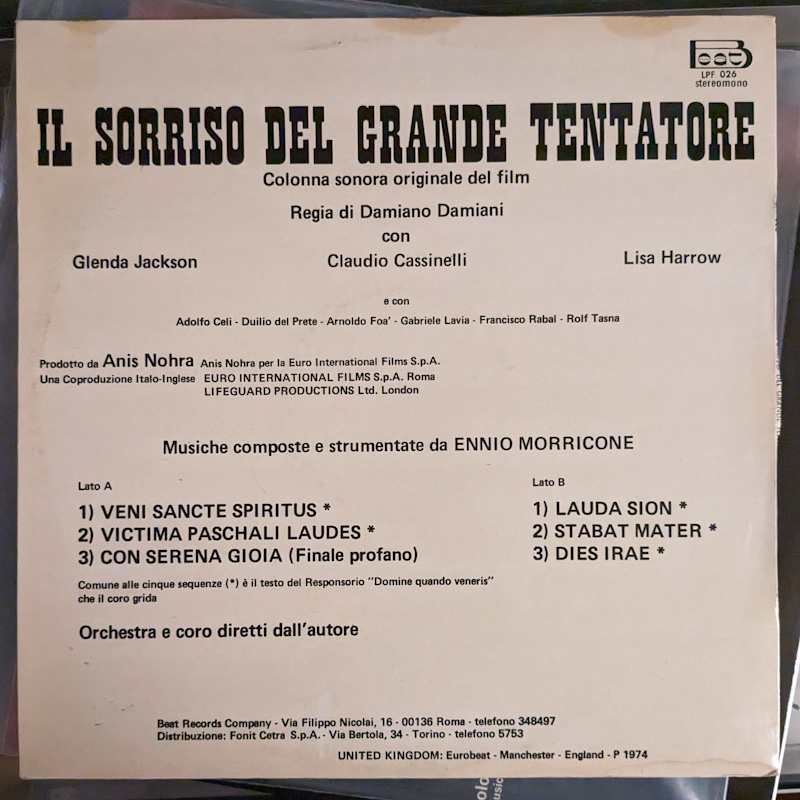 Beat
LPF 026
stereomono
IL SORRISO DEL GRANDE TENTATORE
Colonna sonora originale del film
Regia di Damiano Damiani
con
Glenda Jackson Claudio Cassinelli Lisa Harrow
e con
Adolfo Celi - Duilio del Prete - Arnoldo Foa' - Gabriele Lavia - Francisco Rabal - Rolf Tasna
Prodotto da Anis Nohra Anis Nohra per la Euro International Films S.p.A.
Una Coproduzione Italo-Inglese EURO INTERNATIONAL FILMS S.p.A. Roma
LIFEGUARD PRODUCTIONS Ltd. London
Musiche composte e strumentate da ENNIO MORRICONE
Lato A
1) VENI SANCTE SPIRITUS *
2) VICTIMA PASCHALI LAUDES *
3) CON SERENA GIOIA (Finale profano)
Lato B
1) LAUDA SION *
2) STABAT MATER *
3) DIES IRAE *
Comune alle cinque sequenze (*) è il testo del Responsorio "Domine quando veneris"
che il coro grida
Orchestra e coro diretti dall'autore
Beat Records Company - Via Filippo Nicolai, 16 - 00136 Roma - telefono 348497
Distribuzione: Fonit Cetra S.p.A. - Via Bertola, 34 - Torino - telefono 5753
UNITED KINGDOM: Eurobeat - Manchester - England - P 1974